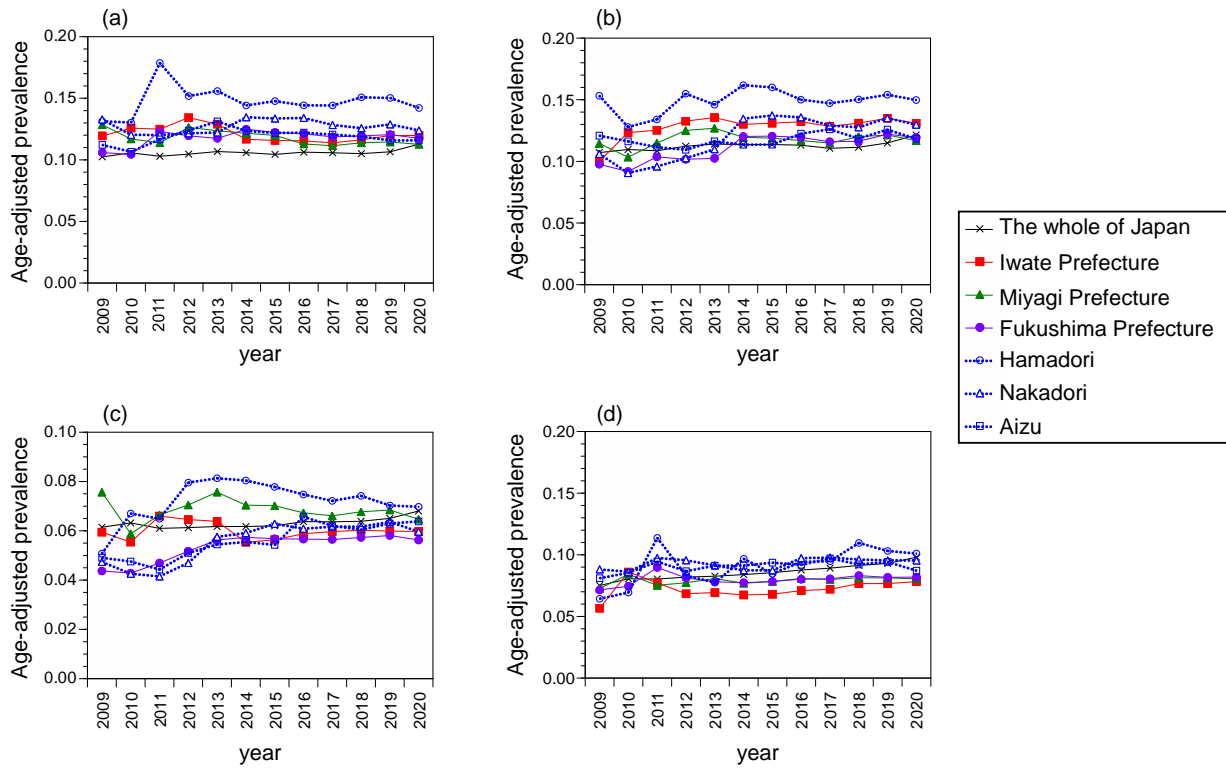 (a)
Age-adjusted prevalence
0.20
0.15
0.10
0.05
0.00
2009 2010 2011 2012 2013 2014 2015 2016 2017 2018 2019 2020
year
(b)
Age-adjusted prevalence
0.20
0.15
0.10
0.05
0.00
2009 2010 2011 2012 2013 2014 2015 2016 2017 2018 2019 2020
year
The whole of Japan
Iwate Prefecture
Miyagi Prefecture
Fukushima Prefecture
Hamadori
Nakadori
Aizu
(c)
Age-adjusted prevalence
0.10
0.08
0.06
0.04
0.02
0.00
2009 2010 2011 2012 2013 2014 2015 2016 2017 2018 2019 2020
year
(d)
Age-adjusted prevalence
0.20
0.15
0.10
0.05
0.00
2009 2010 2011 2012 2013 2014 2015 2016 2017 2018 2019 2020
year